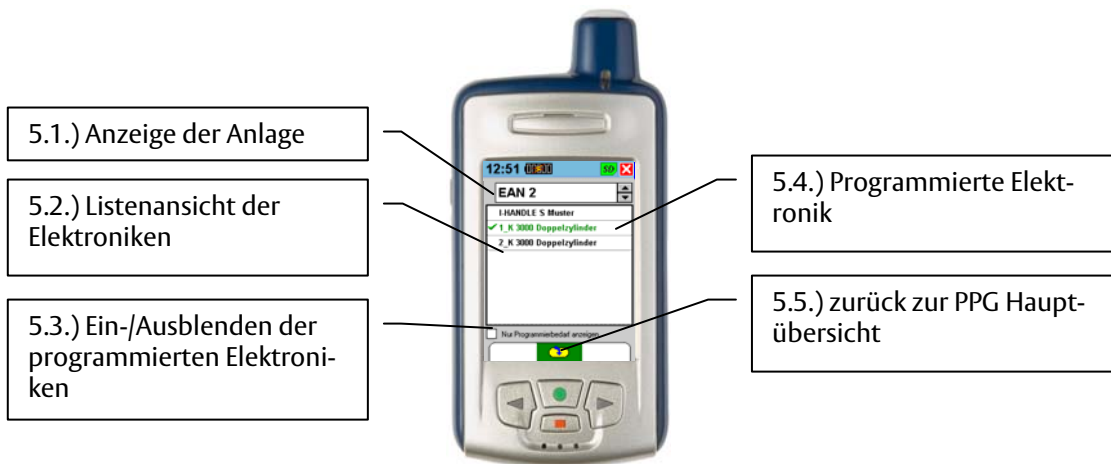 5.1.) Anzeige der Anlage
5.2.) Listenansicht der
Elektroniken
5.3.) Ein-/Ausblenden der
programmierten Elektroni-
ken
12:51
SD
EAN 2
I-HANDLE S Muster
1_K 3000 Doppelzylinder
2_K 3000 Doppelzylinder
Nur Programmierbedarf anzeigen
5.4.) Programmierte Elekt-
ronik
5.5.) zurück zur PPG Haupt-
übersicht